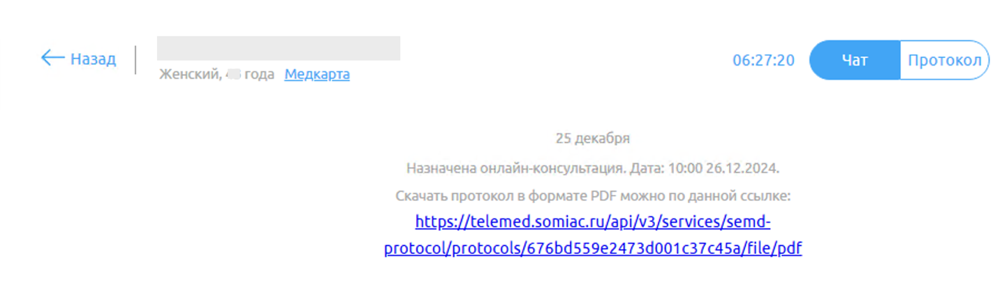 ← Назад
06:27:20
Чат
Протокол
Женский, года Медкарта
25 декабря
Назначена онлайн-консультация. Дата: 10:00 26.12.2024.
Скачать протокол в формате PDF можно по данной ссылке:
https://telemed.somiac.ru/api/v3/services/semd-
protocol/protocols/676bd559e2473d001c37c45a/file/pdf